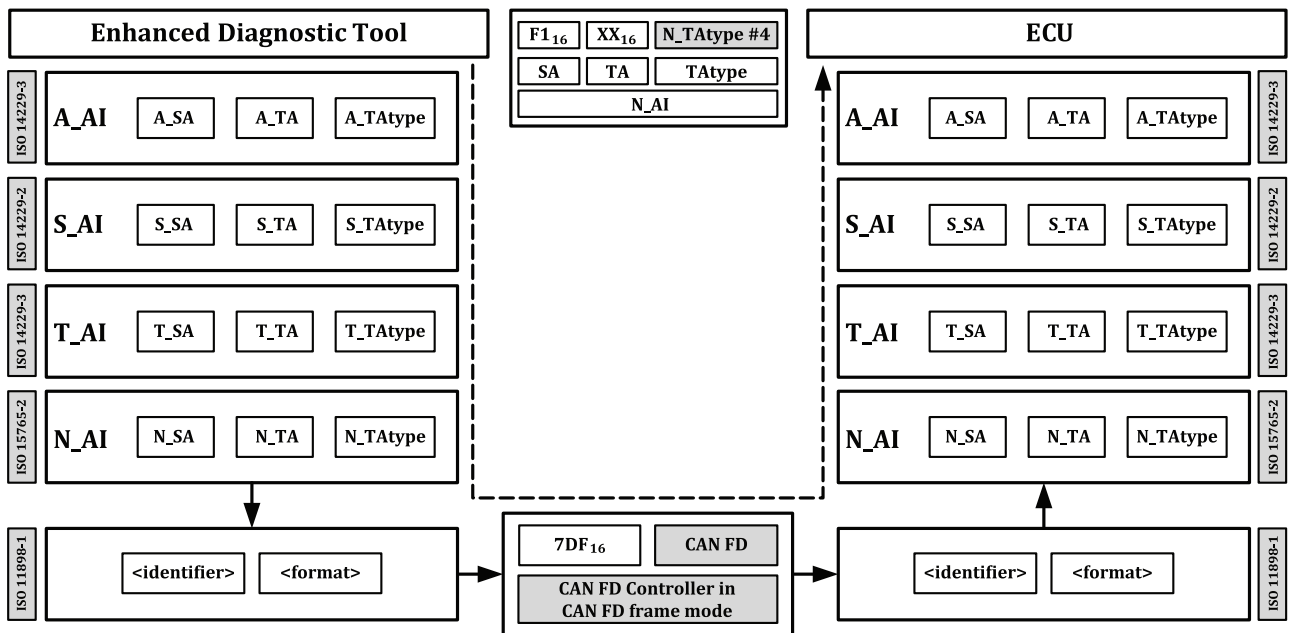 Enhanced Diagnostic Tool
F1₁₆ XX₁₆ N_TAtype #4
SA TA TAtype
N_AI
ECU
ISO 14229-3
A_AI A_SA A_TA A_TAtype
ISO 14229-2
S_AI S_SA S_TA S_TAtype
ISO 14229-3
T_AI T_SA T_TA T_TAtype
ISO 15765-2
N_AI N_SA N_TA N_TAtype
ISO 11898-1
<identifier> <format>
7DF₁₆ CAN FD
CAN FD Controller in
CAN FD frame mode
A_AI A_SA A_TA A_TAtype
ISO 14229-3
S_AI S_SA S_TA S_TAtype
ISO 14229-2
T_AI T_SA T_TA T_TAtype
ISO 14229-3
N_AI N_SA N_TA N_TAtype
ISO 15765-2
<identifier> <format>
ISO 11898-1